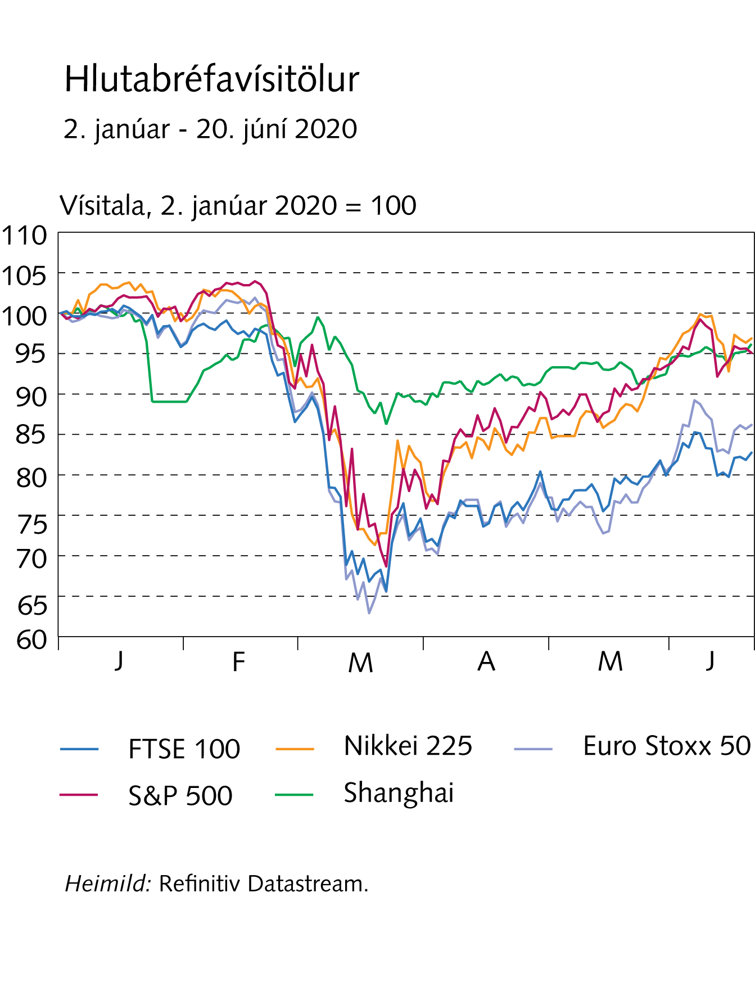 Hlutabréfavísitölur
2. janúar - 20. júní 2020
Vísitala, 2. janúar 2020 = 100
110
105
100
95
90
85
80
75
70
65
60
J F M A M J
FTSE 100 Nikkei 225 Euro Stoxx 50
S&P 500 Shanghai
Heimild: Refinitiv Datastream.